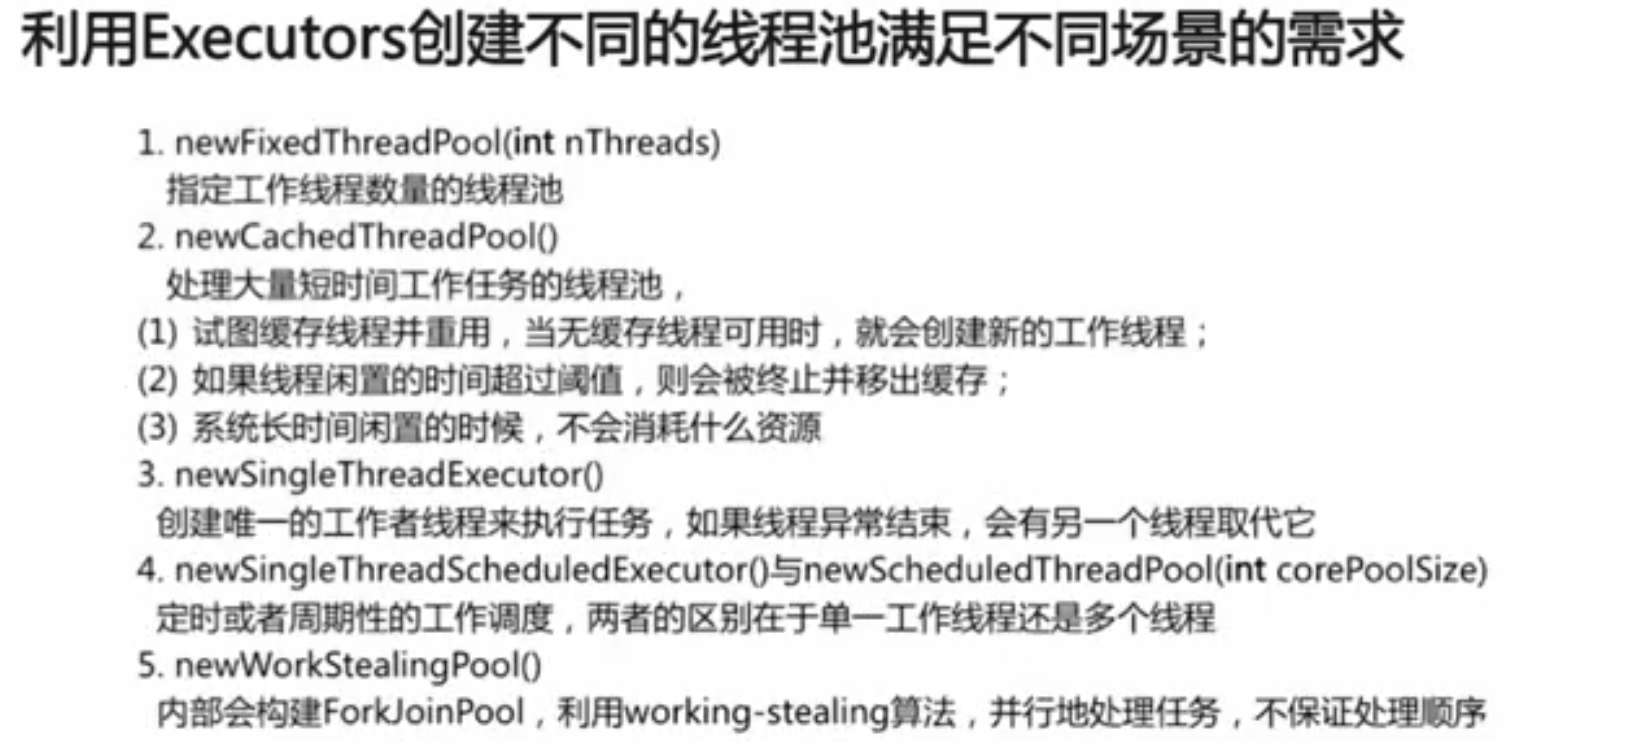 利用Executors创建不同的线程池满足不同场景的需求
1. newFixedThreadPool(int nThreads)
指定工作线程数量的线程池
2. newCachedThreadPool()
处理大量短时间工作任务的线程池，
(1) 试图缓存线程并重用，当无缓存线程可用时，就会创建新的工作线程；
(2) 如果线程闲置的时间超过阈值，则会被终止并移出缓存；
(3) 系统长时间闲置的时候，不会消耗什么资源
3. newSingleThreadExecutor()
创建唯一的工作者线程来执行任务，如果线程异常结束，会有另一个线程取代它
4. newSingleThreadScheduledExecutor()与newScheduledThreadPool(int corePoolSize)
定时或者周期性的工作调度，两者的区别在于单一工作线程还是多个线程
5. newWorkStealingPool()
内部会构建ForkJoinPool，利用working-stealing算法，并行地处理任务，不保证处理顺序